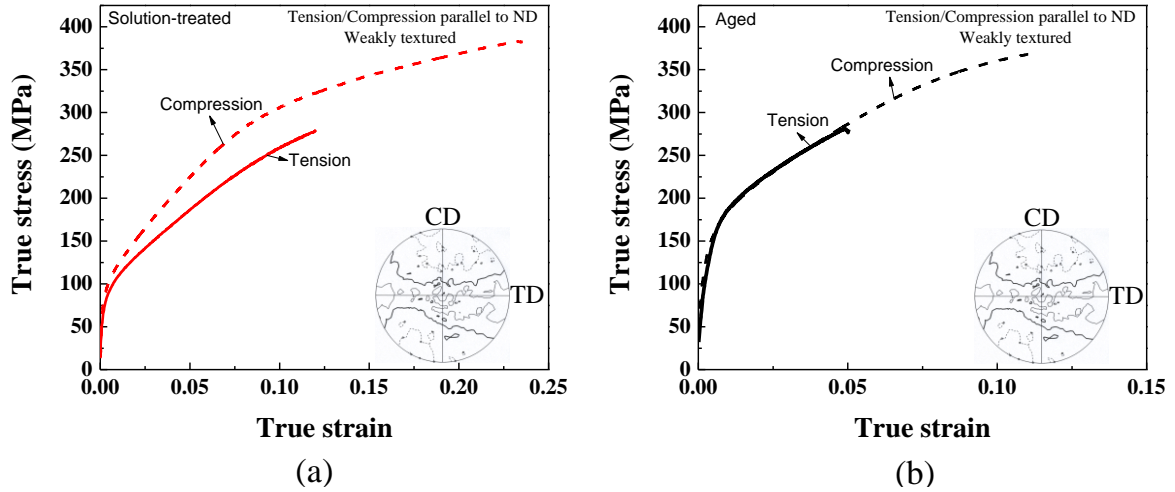 Solution-treated
Tension/Compression parallel to ND
Weakly textured
Compression
Tension
CD
TD
400
350
300
250
200
150
100
50
0
0.00 0.05 0.10 0.15 0.20 0.25
True stress (MPa)
True strain
(a)
Aged
Tension/Compression parallel to ND
Weakly textured
Compression
Tension
CD
TD
400
350
300
250
200
150
100
50
0
0.00 0.05 0.10 0.15
True stress (MPa)
True strain
(b)